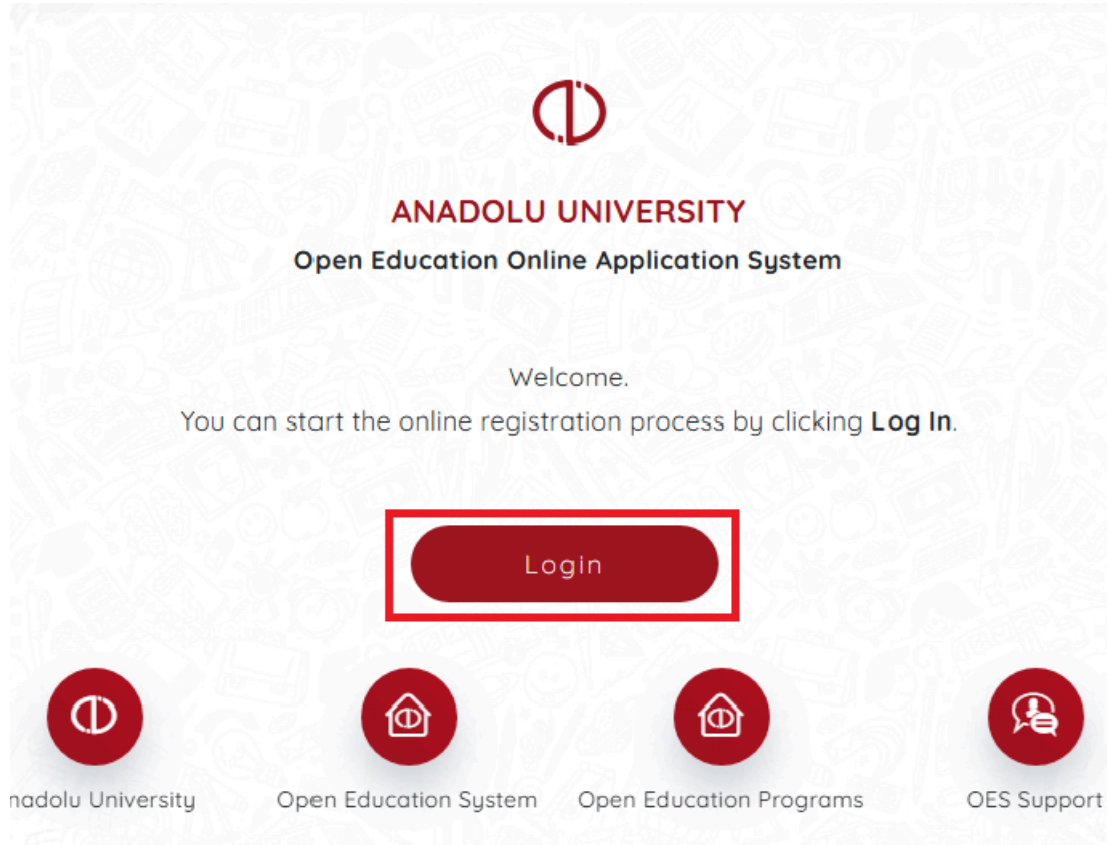 ANADOLU UNIVERSITY
Open Education Online Application System
Welcome.
You can start the online registration process by clicking Log In.
Login
nadolu University
Open Education System
Open Education Programs
OES Support